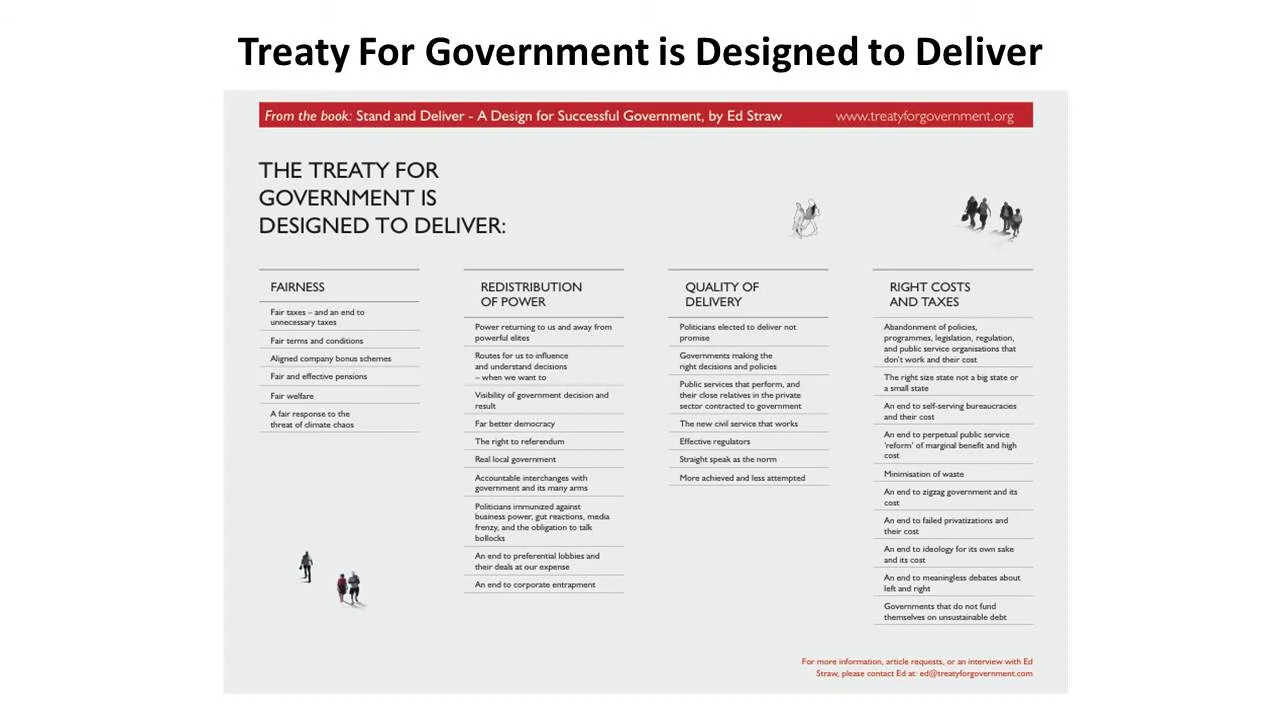 Treaty For Government is Designed to Deliver
From the book: Stand and Deliver - A Design for Successful Government, by Ed Straw
www.treatyforgovernment.org
THE TREATY FOR
GOVERNMENT IS
DESIGNED TO DELIVER:
FAIRNESS
Fair taxes – and an end to
unnecessary taxes
Fair terms and conditions
Aligned company bonus schemes
Fair and effective pensions
Fair welfare
A fair response to the
threat of climate chaos
REDISTRIBUTION
OF POWER
Power returning to us and away from
powerful elites
Routes for us to influence
and understand decisions
– when we want to
Visibility of government decision and
result
Far better democracy
The right to referendum
Real local government
Accountable interchanges with
government and its many arms
Politicians immunized against
business power, gut reactions, media
frenzy, and the obligation to talk
bollocks
An end to preferential lobbies and
their deals at our expense
An end to corporate entrapment
QUALITY OF
DELIVERY
Politicians elected to deliver not
promise
Governments making the
right decisions and policies
Public services that perform, and
their close relatives in the private
sector contracted to government
The new civil service that works
Effective regulators
Straight speak as the norm
More achieved and less attempted
RIGHT COSTS
AND TAXES
Abandonment of policies,
programmes, legislation, regulation,
and public service organisations that
don't work and their cost
The right size state not a big state or
a small state
An end to self-serving bureaucracies
and their cost
An end to perpetual public service
'reform' of marginal benefit and high
cost
Minimisation of waste
An end to zigzag government and its
cost
An end to failed privatizations and
their cost
An end to ideology for its own sake
and its cost
An end to meaningless debates about
left and right
Governments that do not fund
themselves on unsustainable debt
For more information, article requests, or an interview with Ed
Straw, please contact Ed at: ed@treatyforgovernment.com